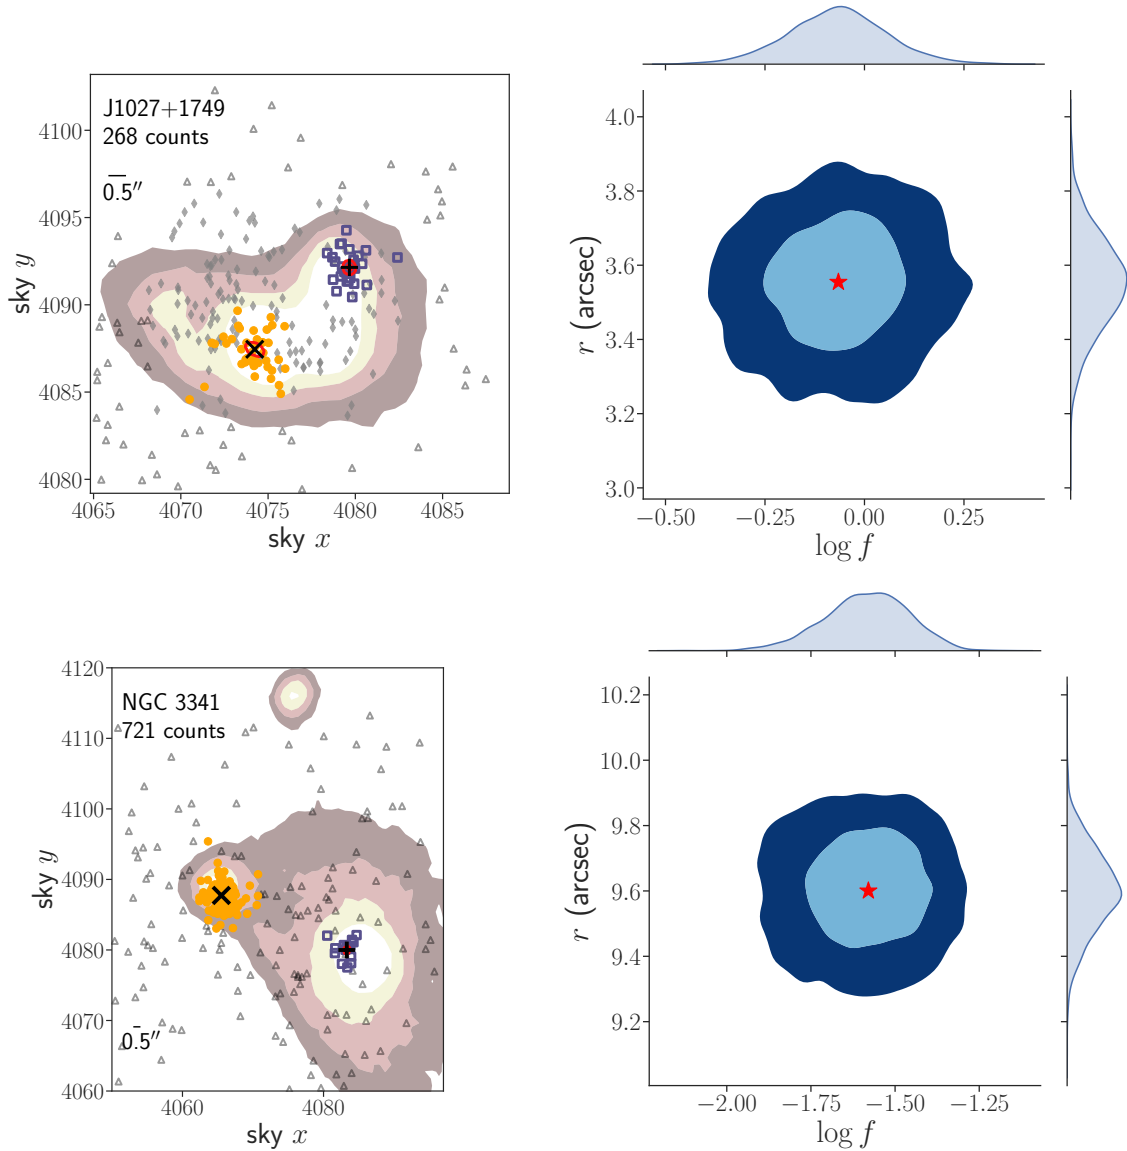 J1027+1749
268 counts
0.5″
4100
4095
4090
4085
4080
sky y
4065 4070 4075 4080 4085
sky x
4.0
3.8
3.6
3.4
3.2
3.0
r (arcsec)
−0.50 −0.25 0.00 0.25
log f
NGC 3341
721 counts
0.5″
4120
4110
4100
4090
4080
4070
4060
sky y
4060 4080
sky x
10.2
10.0
9.8
9.6
9.4
9.2
r (arcsec)
−2.00 −1.75 −1.50 −1.25
log f